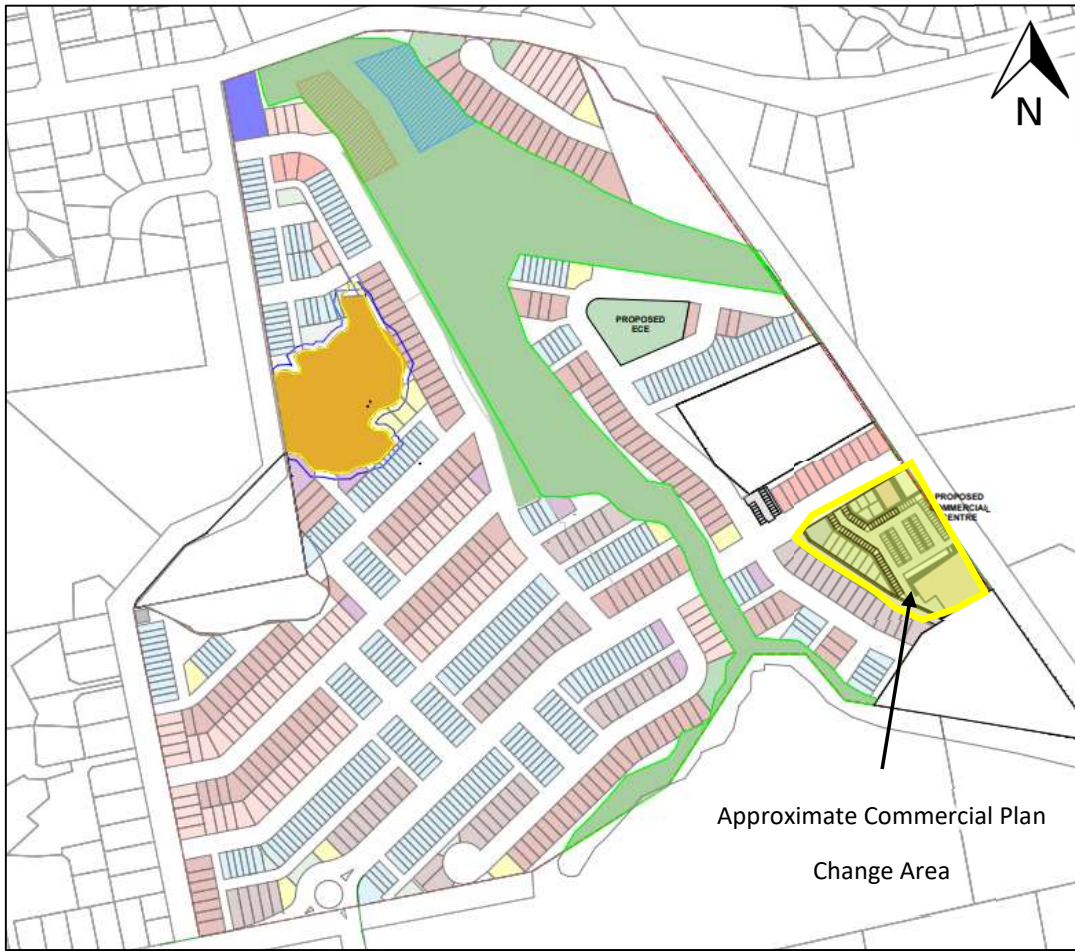 N
PROPOSED
ECE
PROPOSED
COMMERCIAL
CENTRE
Approximate Commercial Plan
Change Area